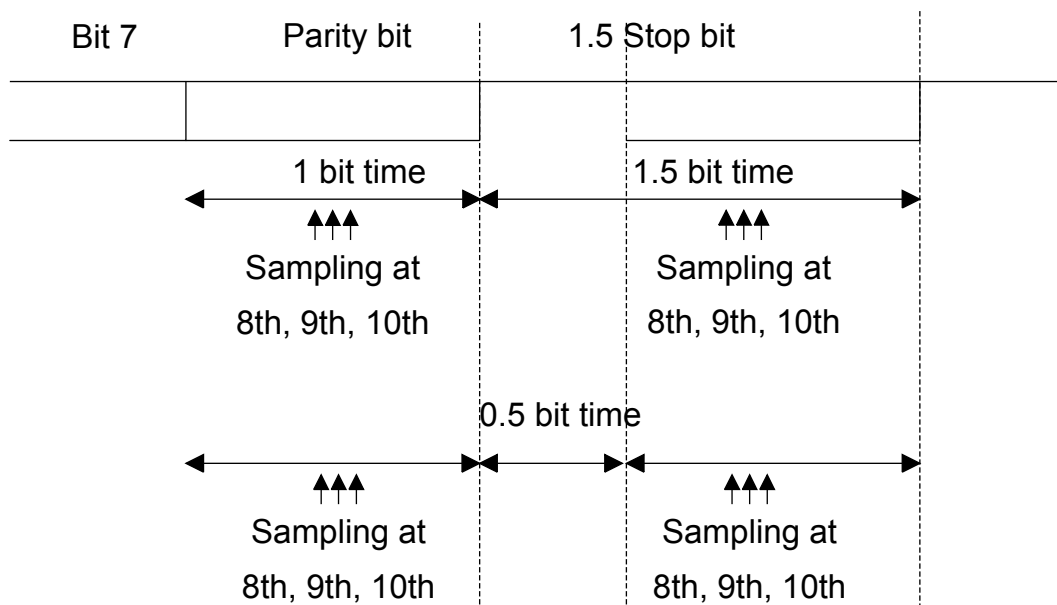 Bit 7 Parity bit 1.5 Stop bit
1 bit time 1.5 bit time
Sampling at Sampling at
8th, 9th, 10th 8th, 9th, 10th
0.5 bit time
Sampling at Sampling at
8th, 9th, 10th 8th, 9th, 10th